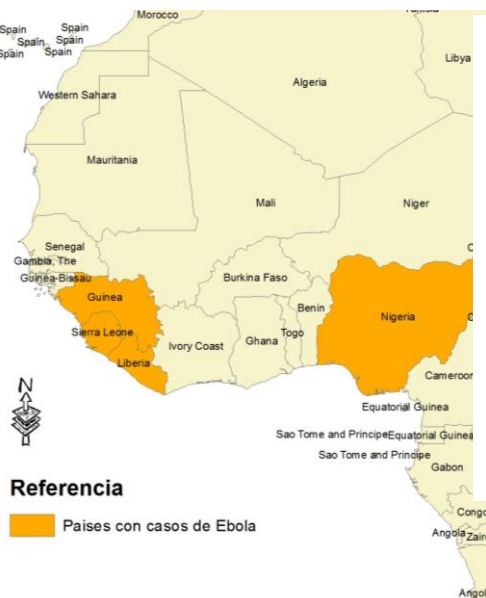 Morocco
Spain
Spain
Spain
Spain
Spain
Spain
Algeria
Libya
Western Sahara
Mauritania
Mali
Niger
Senegal
Gambia, The
Guinea-Bissau
Guinea
Burkina Faso
Benin
Nigeria
Sierra Leone
Ivory Coast
Ghana
Togo
Liberia
Cameroon
Equatorial Guinea
Sao Tome and Principe
Equatorial Guinea
Sao Tome and Principe
Gabon
N
Referencia
Paises con casos de Ebola
Congo
Angola
Zaire
Angol